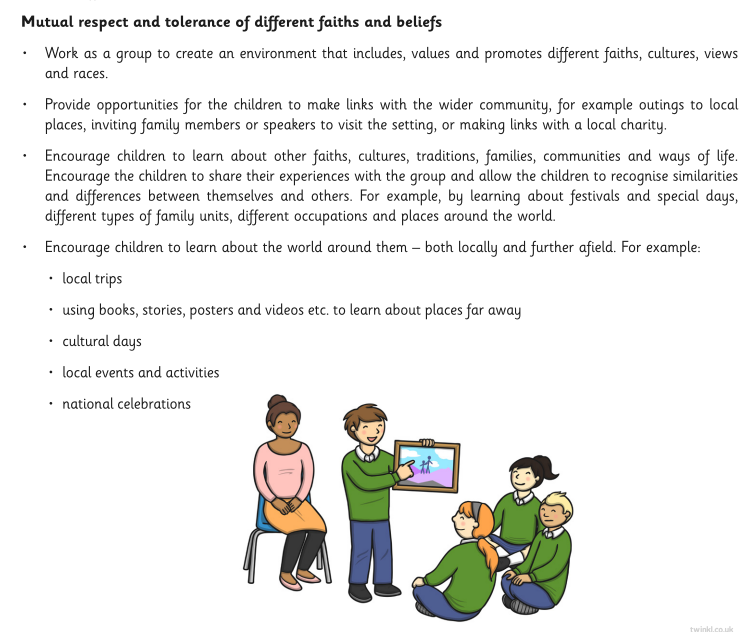 Mutual respect and tolerance of different faiths and beliefs
• Work as a group to create an environment that includes, values and promotes different faiths, cultures, views
and races.
• Provide opportunities for the children to make links with the wider community, for example outings to local
places, inviting family members or speakers to visit the setting, or making links with a local charity.
• Encourage children to learn about other faiths, cultures, traditions, families, communities and ways of life.
Encourage the children to share their experiences with the group and allow the children to recognise similarities
and differences between themselves and others. For example, by learning about festivals and special days,
different types of family units, different occupations and places around the world.
• Encourage children to learn about the world around them – both locally and further afield. For example:
• local trips
• using books, stories, posters and videos etc. to learn about places far away
• cultural days
• local events and activities
• national celebrations
twinkl.co.uk